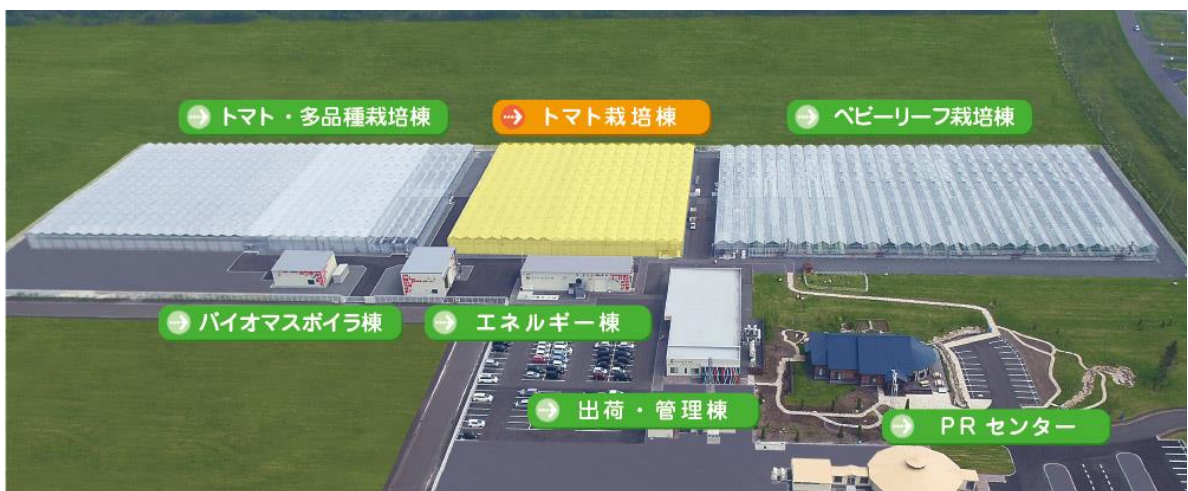 トマト・多品種栽培棟
トマト栽培棟
ベビーリーフ栽培棟
バイオマスボイラ棟
エネルギー棟
出荷・管理棟
PRセンター